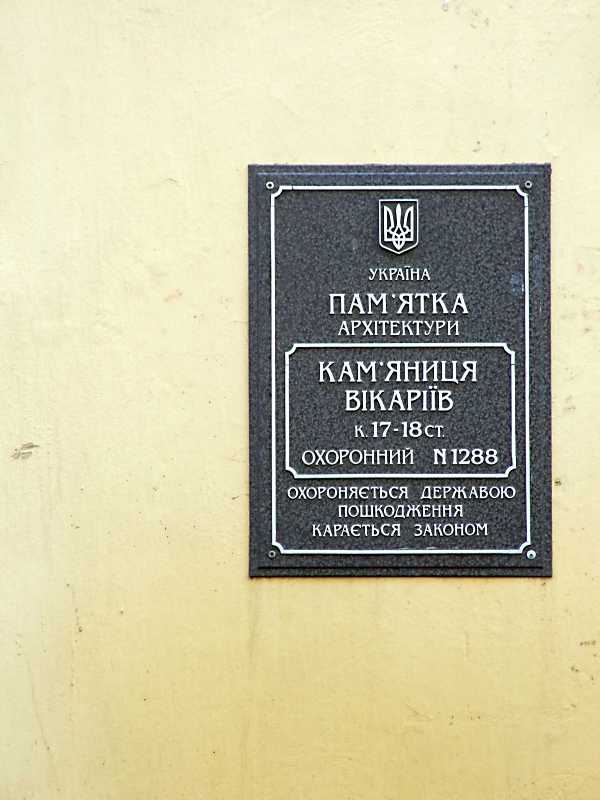 УКРАЇНА
ПАМ'ЯТКА
АРХІТЕКТУРИ
КАМ'ЯНИЦЯ
ВІКАРІЇВ
К. 17-18 СТ.
ОХОРОННИЙ N 1288
ОХОРОНЯЄТЬСЯ ДЕРЖАВОЮ
ПОШКОДЖЕННЯ
КАРАЄТЬСЯ ЗАКОНОМ